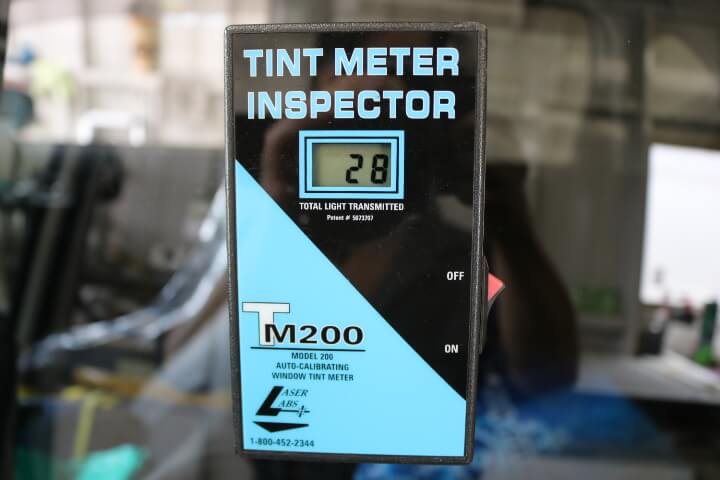 TINT METER
INSPECTOR
28
TOTAL LIGHT TRANSMITTED
Patent # 5073707
OFF
TM200
ON
MODEL 200
AUTO-CALIBRATING
WINDOW TINT METER
LASER
LABS
1-800-452-2344